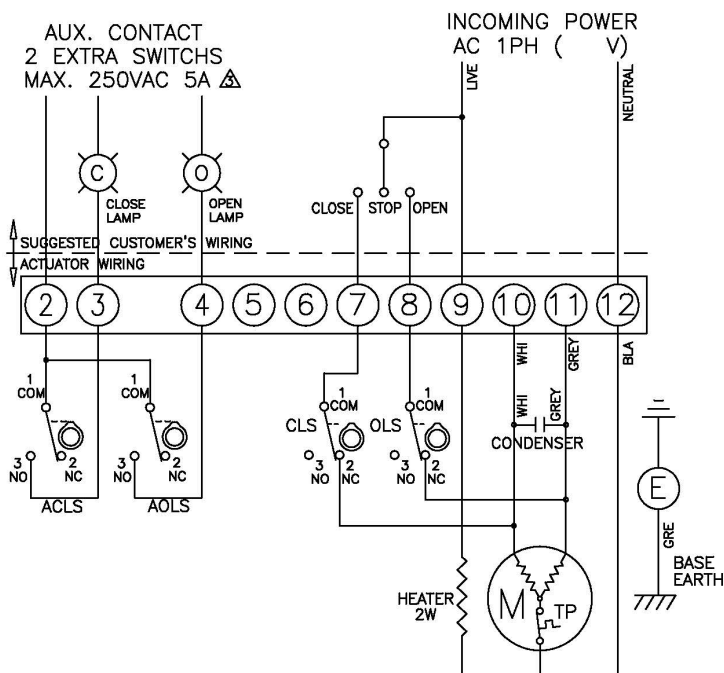 AUX. CONTACT
2 EXTRA SWITCHS
MAX. 250VAC 5A 3
INCOMING POWER
AC 1PH ( V)
LIVE
NEUTRAL
C
CLOSE
LAMP
O
OPEN
LAMP
CLOSE STOP OPEN
SUGGESTED CUSTOMER'S WIRING
ACTUATOR WIRING
2 3 4 5 6 7 8 9 10 11 12
WHI
GREY
BLA
1
COM
1
COM
1
COM
1
COM
WHI
GREY
CLS
OLS
CONDENSER
3
NO
2
NC
3
NO
2
NC
3
NO
2
NC
3
NO
2
NC
ACLS
AOLS
E
GRE
BASE
EARTH
HEATER
2W
M
TP